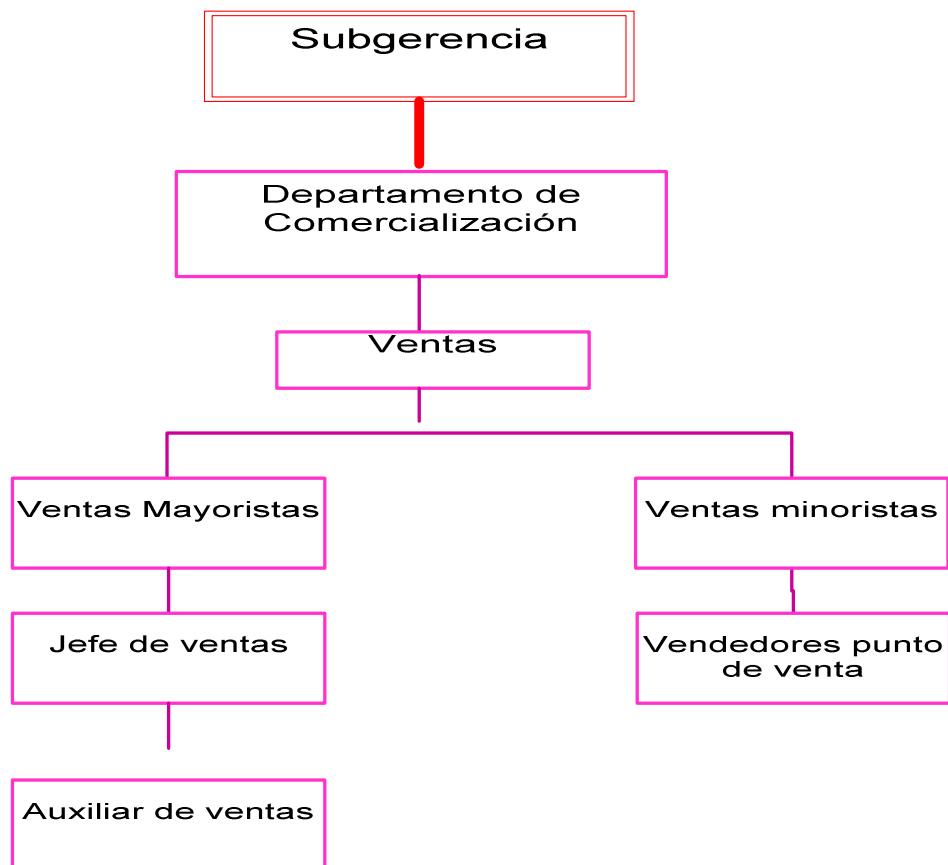 Subgerencia
Departamento de
Comercialización
Ventas
Ventas Mayoristas
Ventas minoristas
Jefe de ventas
Vendedores punto
de venta
Auxiliar de ventas